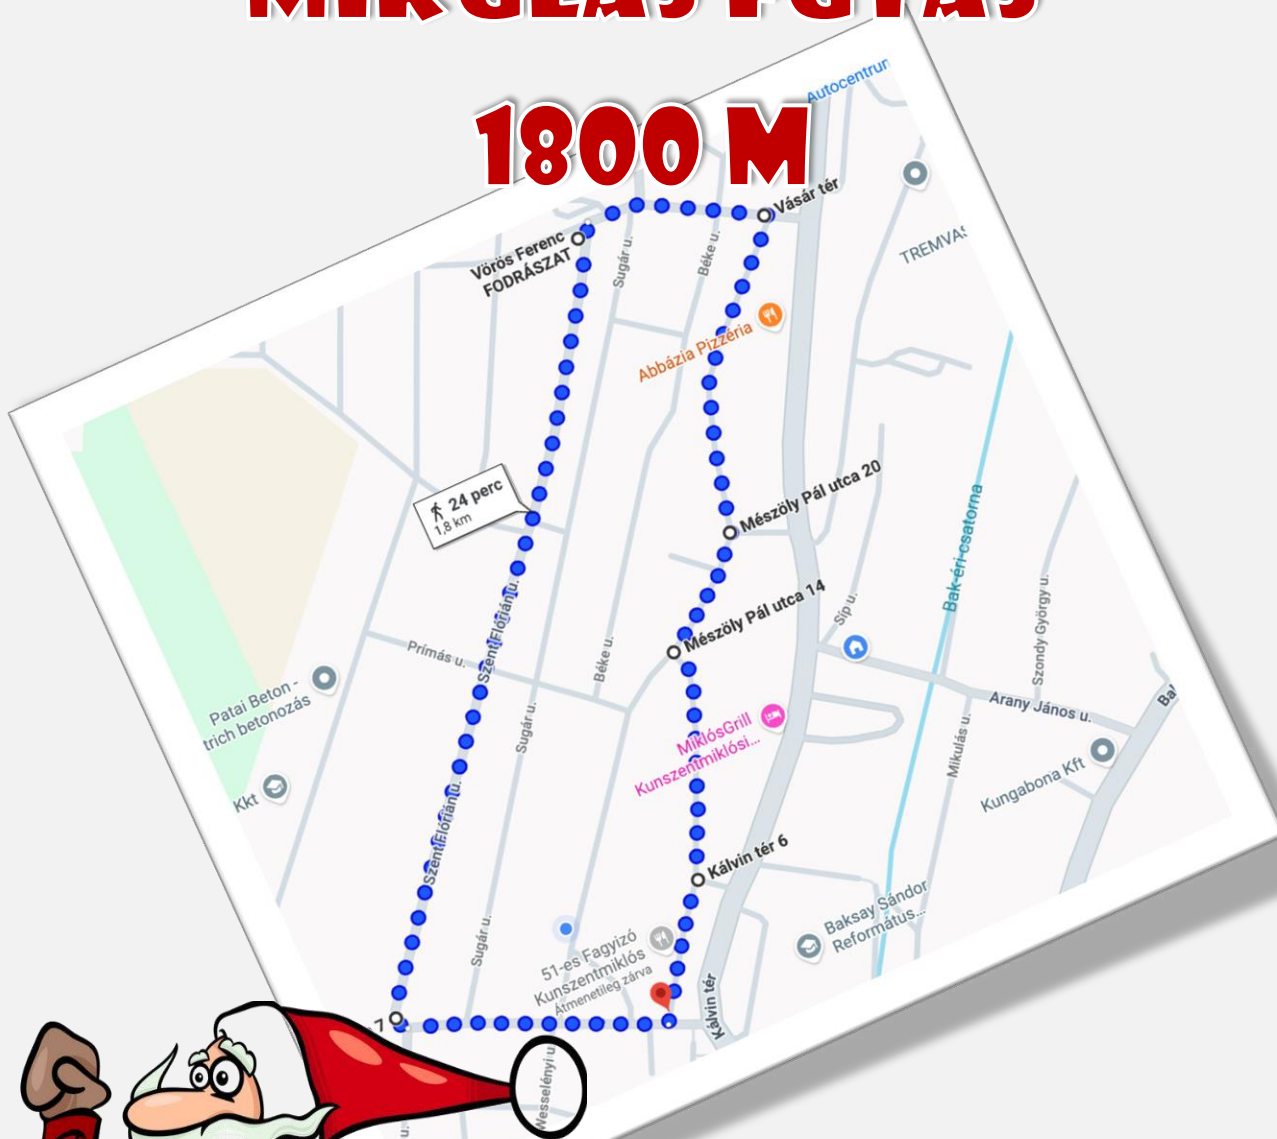 MIKULÁS FUTÁS
1800 M
Autocentrum
Vásár tér
TREMVAS
Vörös Ferenc
FODRÁSZAT
Sugár u.
Béke u.
Abbázia Pizzéria
24 perc
1,8 km
Mészöly Pál utca 20
Bak-éri-csatorna
Szent Flórián u.
Mészöly Pál utca 14
Síp u.
Szondy György u.
Prímás u.
Béke u.
Patai Beton -
trich betonozás
Sugár u.
MiklósGrill
Kunszentmiklósi...
Arany János u.
Mikulás u.
Kungabona Kft
Kkt
Szent Flórián u.
Kálvin tér 6
Baksay Sándor
Református...
Sugár u.
51-es Fagyizó
Kunszentmiklós
Átmenetileg zárva
Kálvin tér
7
Wesselényi u
u.